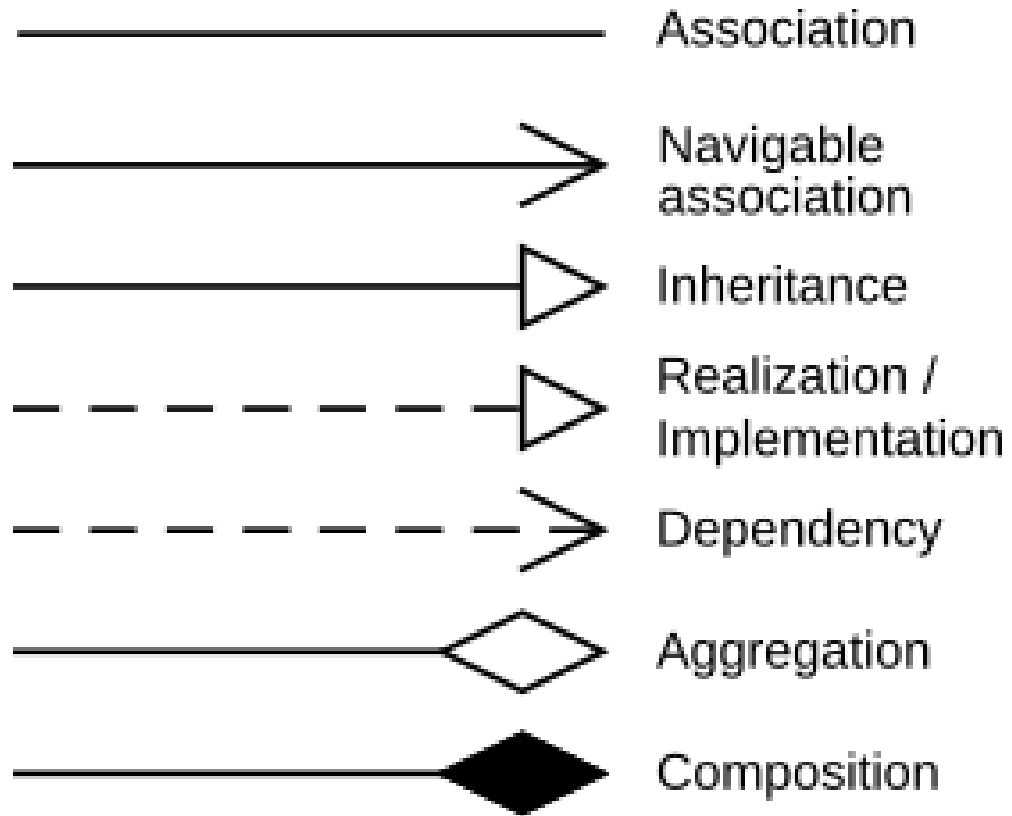 Association
Navigable
association
Inheritance
Realization /
Implementation
Dependency
Aggregation
Composition